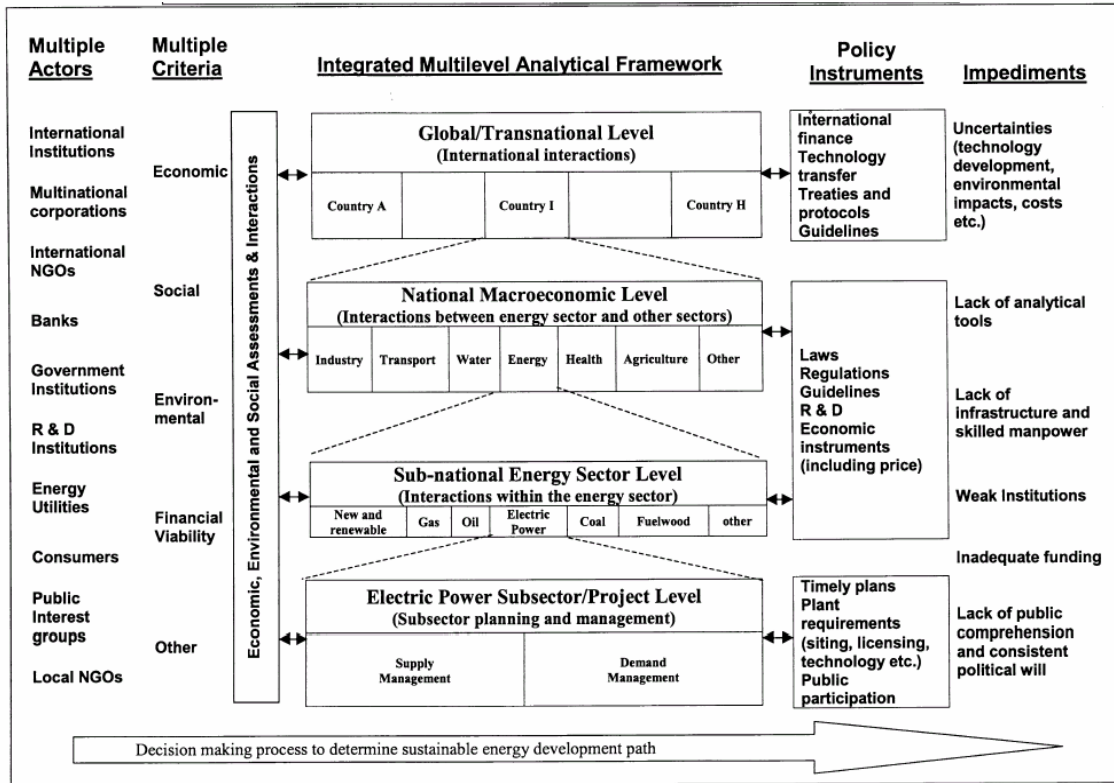 Multiple
Actors
Multiple
Criteria
Integrated Multilevel Analytical Framework
Policy
Instruments
Impediments
International
Institutions
Multinational
corporations
International
NGOs
Banks
Government
Institutions
R & D
Institutions
Energy
Utilities
Consumers
Public
Interest
groups
Local NGOs
Economic
Social
Environ-
mental
Financial
Viability
Other
Economic, Environmental and Social Assessments & Interactions
Global/Transnational Level
(International interactions)
Country A
Country I
Country H
National Macroeconomic Level
(Interactions between energy sector and other sectors)
Industry
Transport
Water
Energy
Health
Agriculture
Other
Sub-national Energy Sector Level
(Interactions within the energy sector)
New and
renewable
Gas
Oil
Electric
Power
Coal
Fuelwood
other
Electric Power Subsector/Project Level
(Subsector planning and management)
Supply
Management
Demand
Management
International
finance
Technology
transfer
Treaties and
protocols
Guidelines
Laws
Regulations
Guidelines
R & D
Economic
instruments
(including price)
Timely plans
Plant
requirements
(siting, licensing,
technology etc.)
Public
participation
Uncertainties
(technology
development,
environmental
impacts, costs
etc.)
Lack of analytical
tools
Lack of
infrastructure and
skilled manpower
Weak Institutions
Inadequate funding
Lack of public
comprehension
and consistent
political will
Decision making process to determine sustainable energy development path